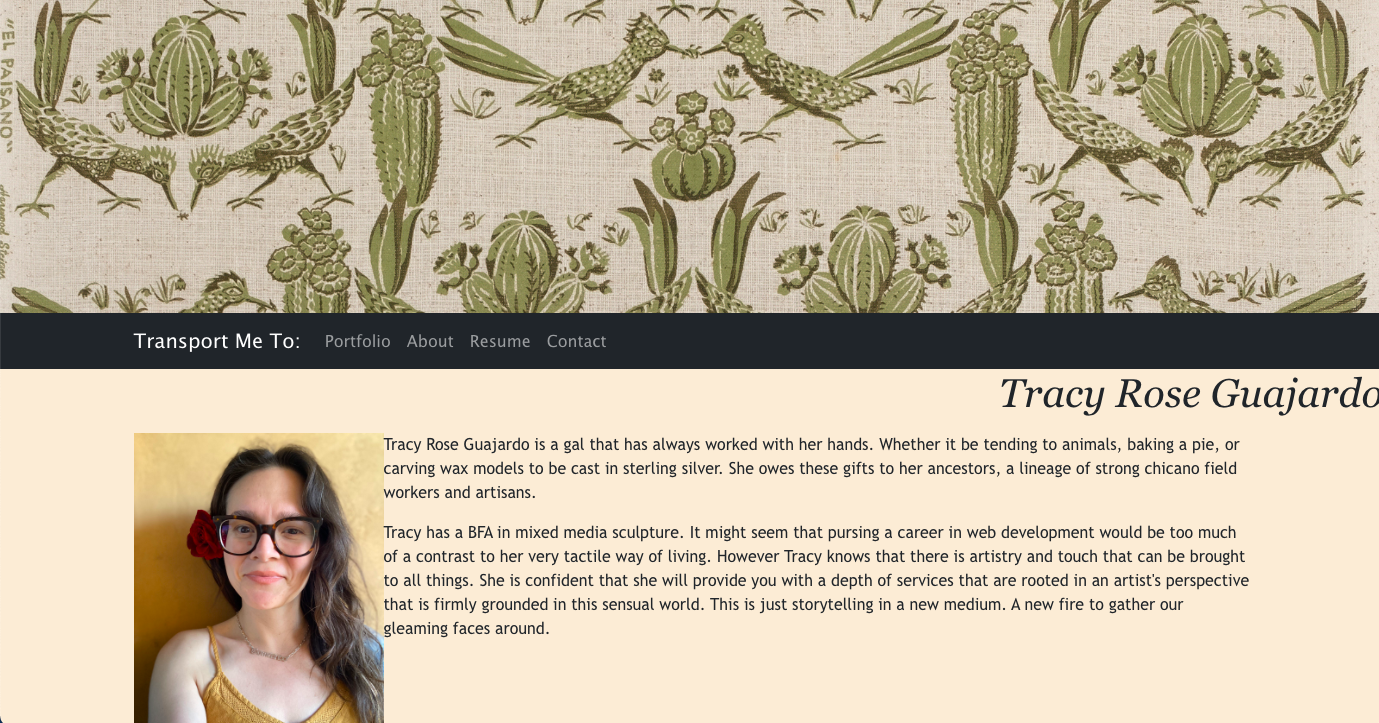 "EL PAISANO"
Transport Me To: Portfolio About Resume Contact
Tracy Rose Guajardo
Tracy Rose Guajardo is a gal that has always worked with her hands. Whether it be tending to animals, baking a pie, or
carving wax models to be cast in sterling silver. She owes these gifts to her ancestors, a lineage of strong chicano field
workers and artisans.
Tracy has a BFA in mixed media sculpture. It might seem that pursing a career in web development would be too much
of a contrast to her very tactile way of living. However Tracy knows that there is artistry and touch that can be brought
to all things. She is confident that she will provide you with a depth of services that are rooted in an artist's perspective
that is firmly grounded in this sensual world. This is just storytelling in a new medium. A new fire to gather our
gleaming faces around.